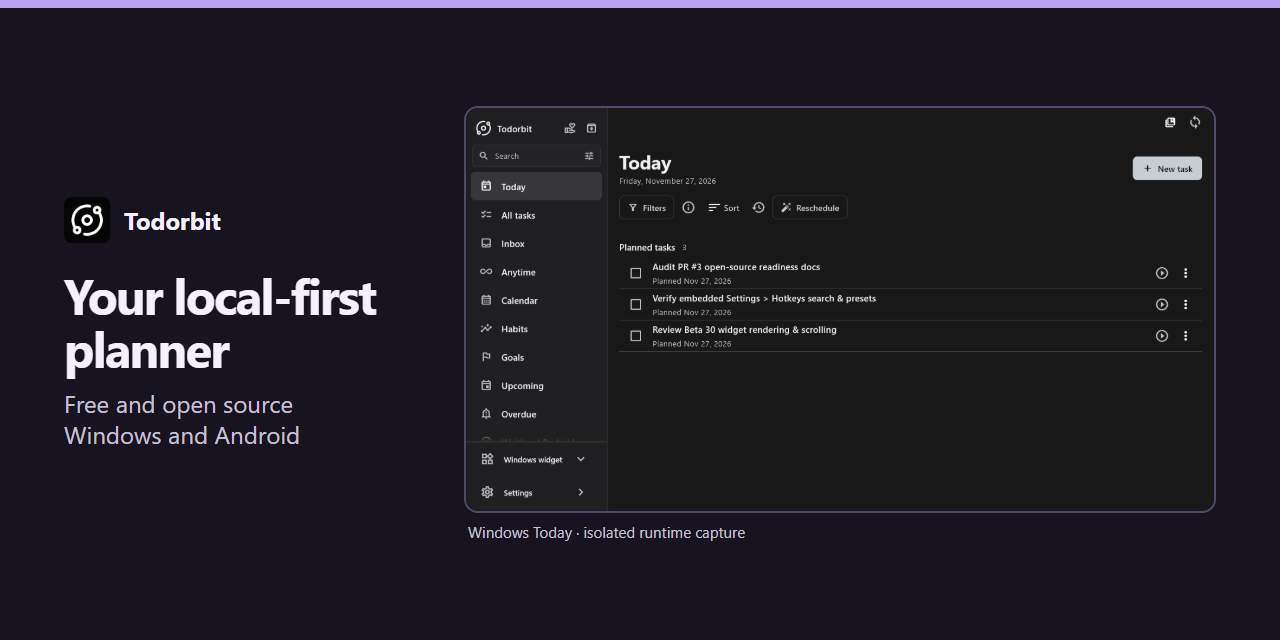 Todorbit
Your local-first
planner
Free and open source
Windows and Android
Todorbit
Search
Today
All tasks
Inbox
Anytime
Calendar
Habits
Goals
Upcoming
Overdue
Windows widget
Settings
Today
Friday, November 27, 2026
+ New task
Filters
Sort
Reschedule
Planned tasks 3
Audit PR #3 open-source readiness docs
Planned Nov 27, 2026
Verify embedded Settings > Hotkeys search & presets
Planned Nov 27, 2026
Review Beta 30 widget rendering & scrolling
Planned Nov 27, 2026
Windows Today · isolated runtime capture